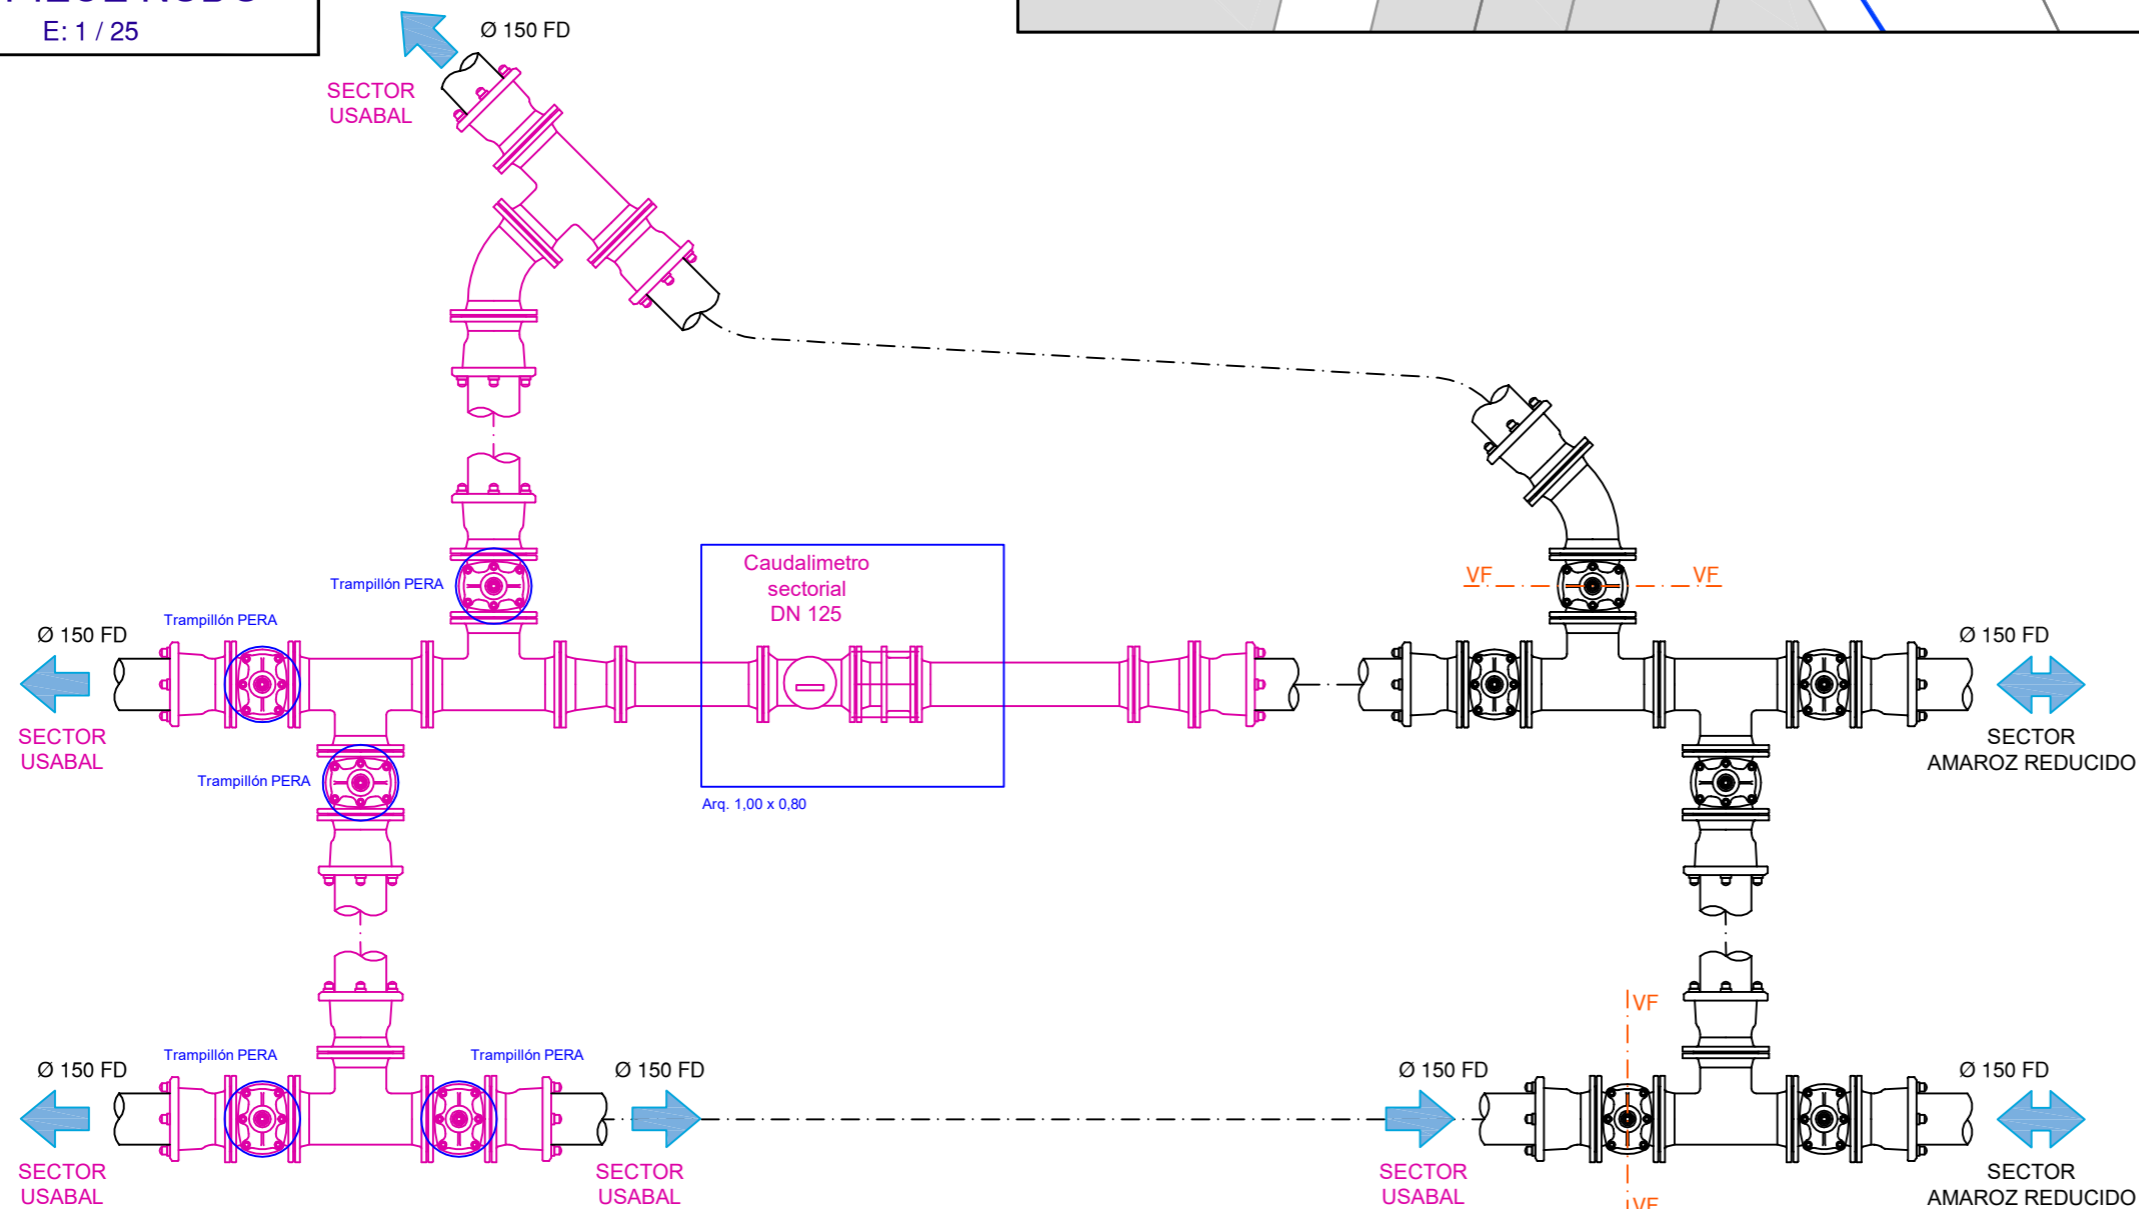 E: 1 / 25
Ø 150 FD
SECTOR
USABAL
Caudalimetro
sectorial
DN 125
Trampillón PERA
VF
VF
Trampillón PERA
Ø 150 FD
Ø 150 FD
SECTOR
USABAL
SECTOR
AMAROZ REDUCIDO
Trampillón PERA
Arq. 1,00 x 0,80
VF
Trampillón PERA
Trampillón PERA
Ø 150 FD
Ø 150 FD
Ø 150 FD
Ø 150 FD
SECTOR
USABAL
SECTOR
USABAL
SECTOR
USABAL
SECTOR
AMAROZ REDUCIDO
VF